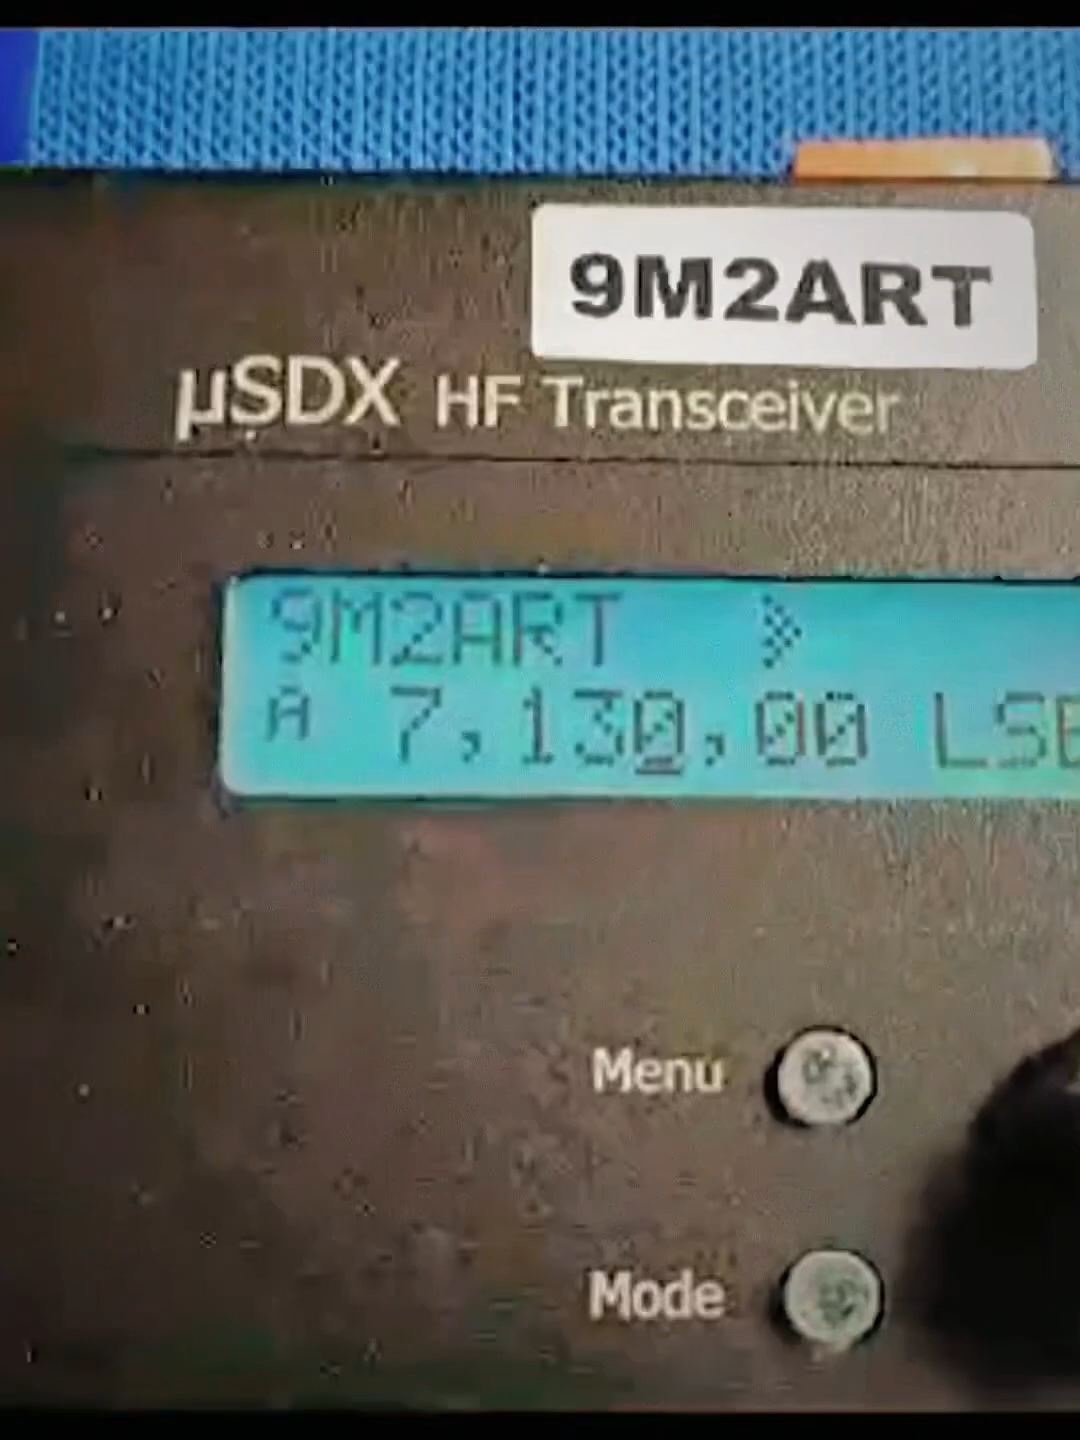 9M2ART
µSDX HF Transceiver
9M2ART
A 7,130,00 LSB
Menu
Mode